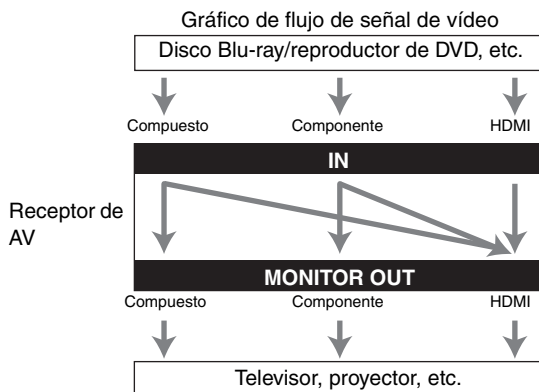 Gráfico de flujo de señal de vídeo
Disco Blu-ray/reproductor de DVD, etc.
Compuesto Componente HDMI
IN
Receptor de
AV
MONITOR OUT
Compuesto Componente HDMI
Televisor, proyector, etc.